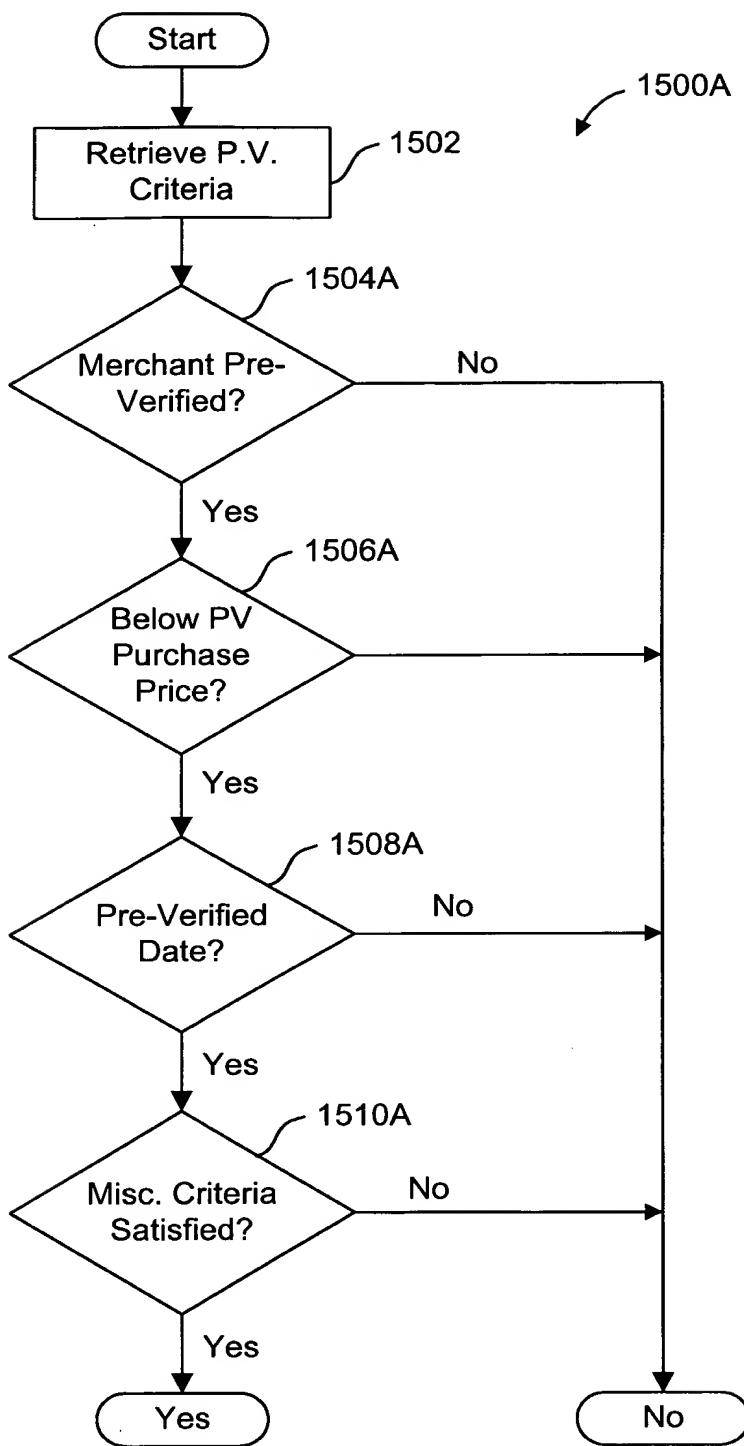 Start
1500A
Retrieve P.V.
Criteria
1502
1504A
Merchant Pre-
Verified?
No
Yes
1506A
Below PV
Purchase
Price?
Yes
1508A
Pre-Verified
Date?
No
Yes
1510A
Misc. Criteria
Satisfied?
No
Yes
Yes
No